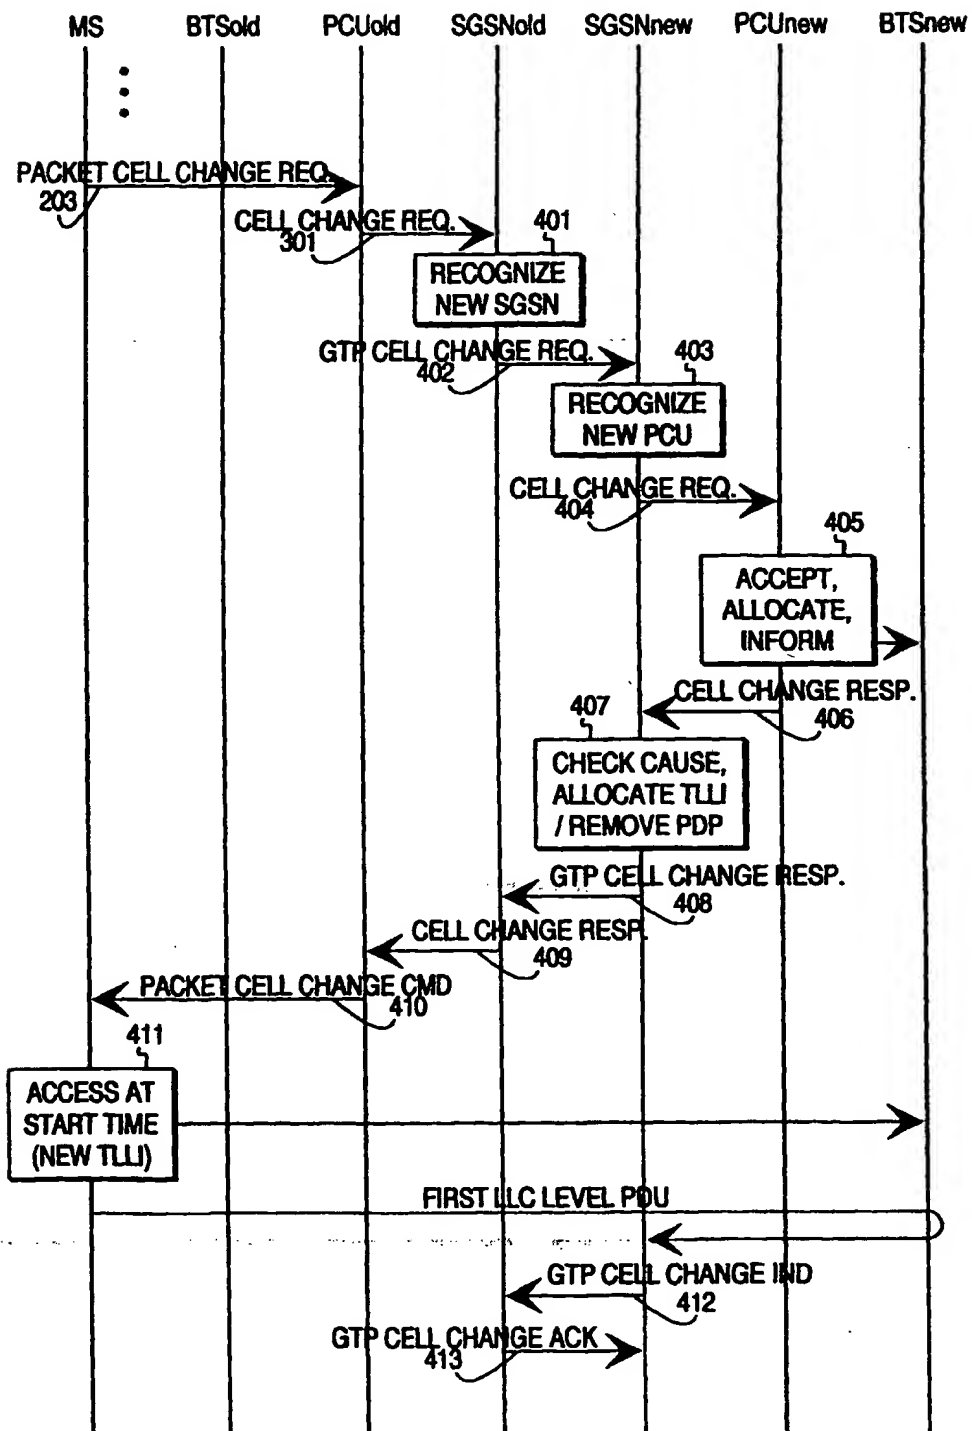 MS BTSold PCUold SGSNold SGSNnew PCUnew BTSnew
PACKET CELL CHANGE REQ.
203
CELL CHANGE REQ.
301
401
RECOGNIZE
NEW SGSN
GTP CELL CHANGE REQ.
402
403
RECOGNIZE
NEW PCU
CELL CHANGE REQ.
404
405
ACCEPT,
ALLOCATE,
INFORM
CELL CHANGE RESP.
406
407
CHECK CAUSE,
ALLOCATE TLLI
/ REMOVE PDP
GTP CELL CHANGE RESP.
408
CELL CHANGE RESP.
409
PACKET CELL CHANGE CMD
410
411
ACCESS AT
START TIME
(NEW TLLI)
FIRST LLC LEVEL PDU
GTP CELL CHANGE IND
412
GTP CELL CHANGE ACK
413